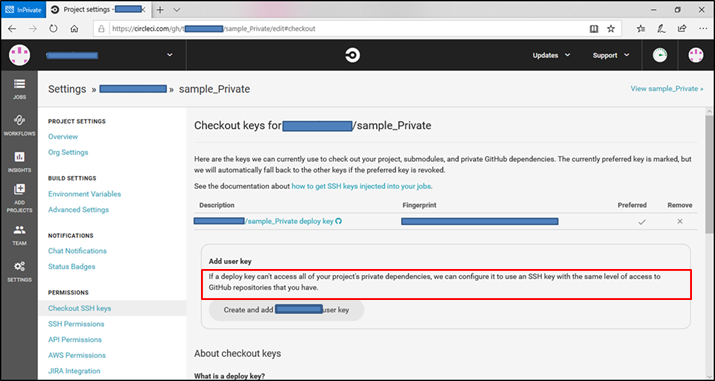 InPrivate
Project settings -
https://circleci.com/gh/
/sample_Private/edit#checkout
Updates
Support
JOBS
WORKFLOWS
INSIGHTS
ADD
PROJECTS
TEAM
SETTINGS
Settings » » sample_Private
View sample_Private »
PROJECT SETTINGS
Overview
Org Settings
BUILD SETTINGS
Environment Variables
Advanced Settings
NOTIFICATIONS
Chat Notifications
Status Badges
PERMISSIONS
Checkout SSH keys
SSH Permissions
API Permissions
AWS Permissions
JIRA Integration
Checkout keys for /sample_Private
Here are the keys we can currently use to check out your project, submodules, and private GitHub dependencies. The currently preferred key is marked, but
we will automatically fall back to the other keys if the preferred key is revoked.
See the documentation about how to get SSH keys injected into your jobs.
Description Fingerprint Preferred Remove
/sample_Private deploy key
Add user key
If a deploy key can't access all of your project's private dependencies, we can configure it to use an SSH key with the same level of access to
GitHub repositories that you have.
Create and add user key
About checkout keys
What is a deploy key?